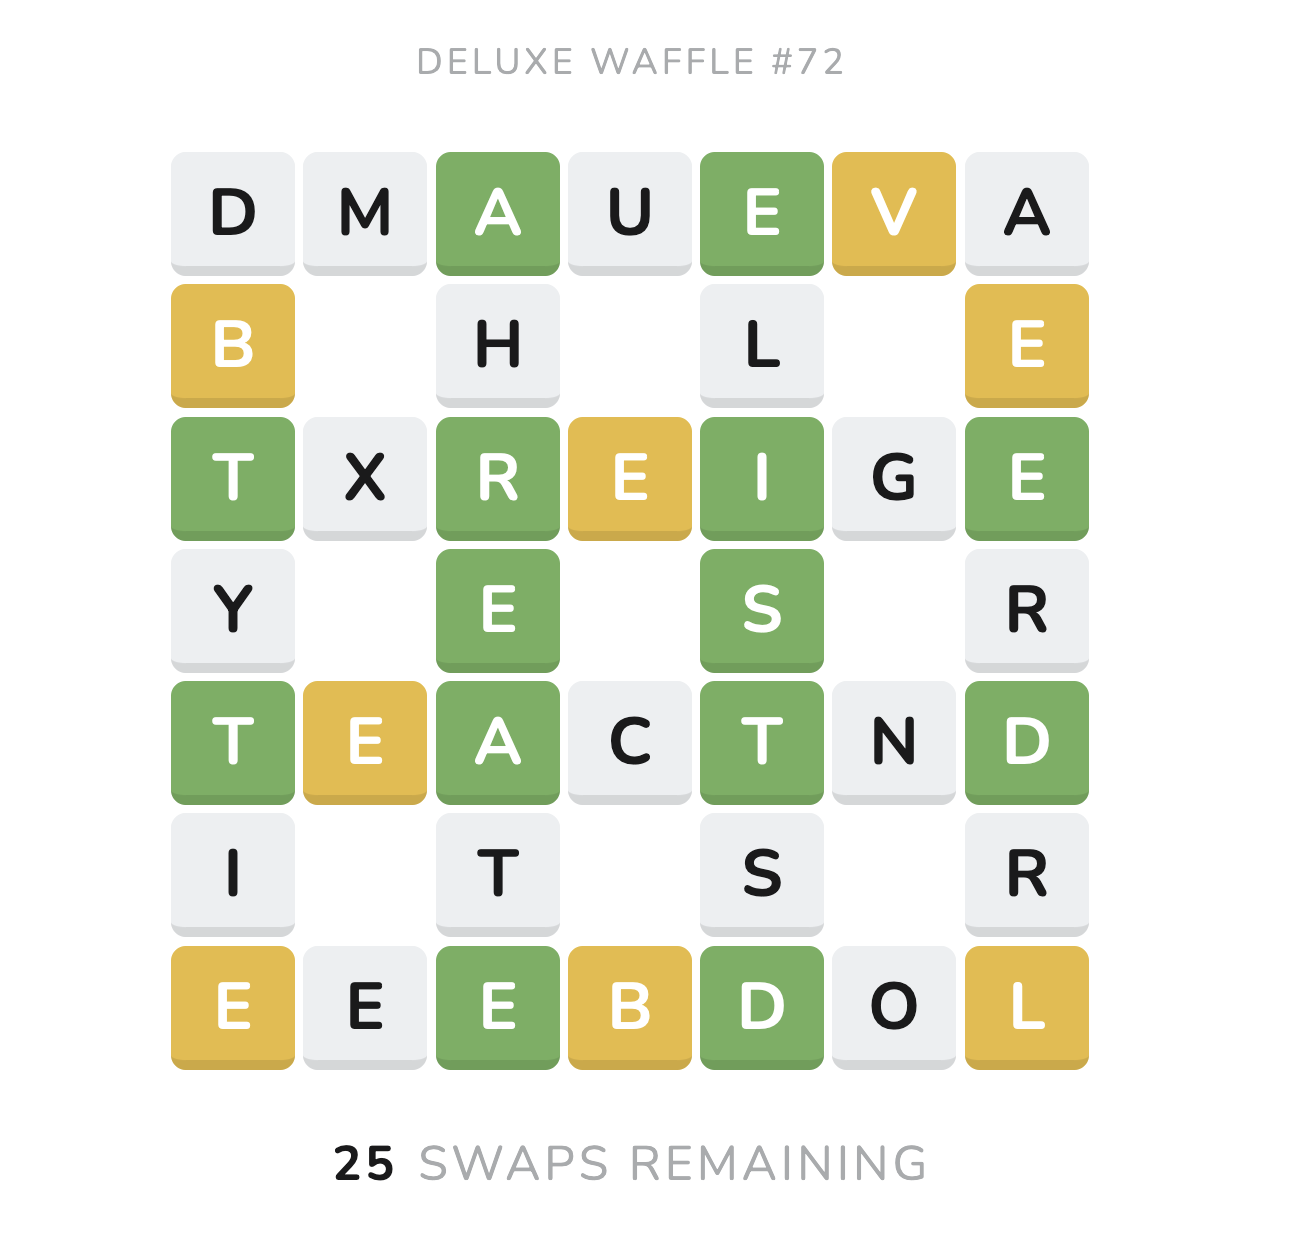 DELUXE WAFFLE #72
D M A U E V A
B H L E
T X R E I G E
Y E S R
T E A C T N D
I T S R
E E E B D O L
25 SWAPS REMAINING